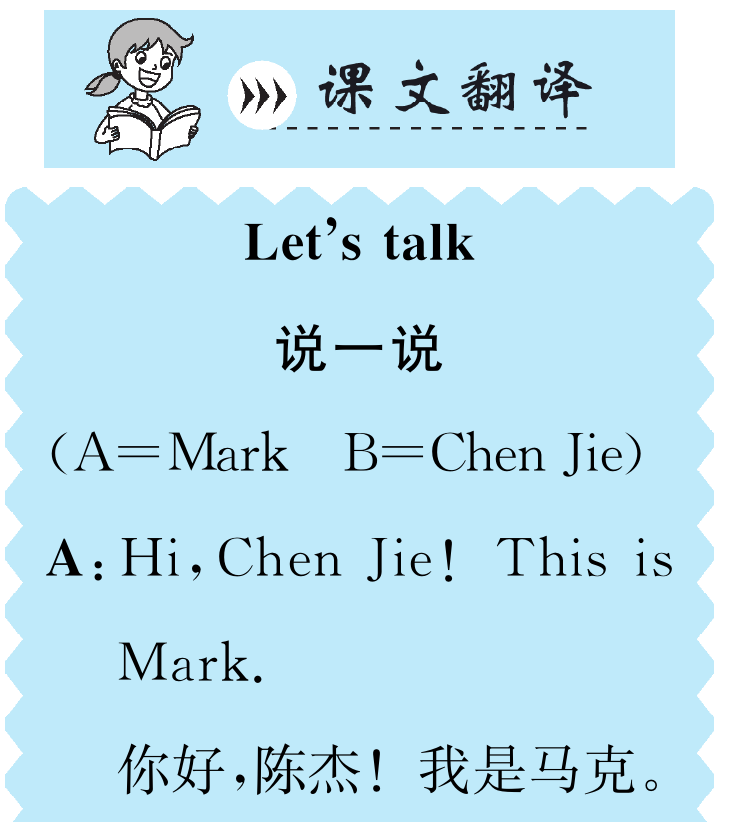 课文翻译
Let's talk
说一说
(A=Mark B=Chen Jie)
A: Hi, Chen Jie! This is
Mark.
你好,陈杰! 我是马克。